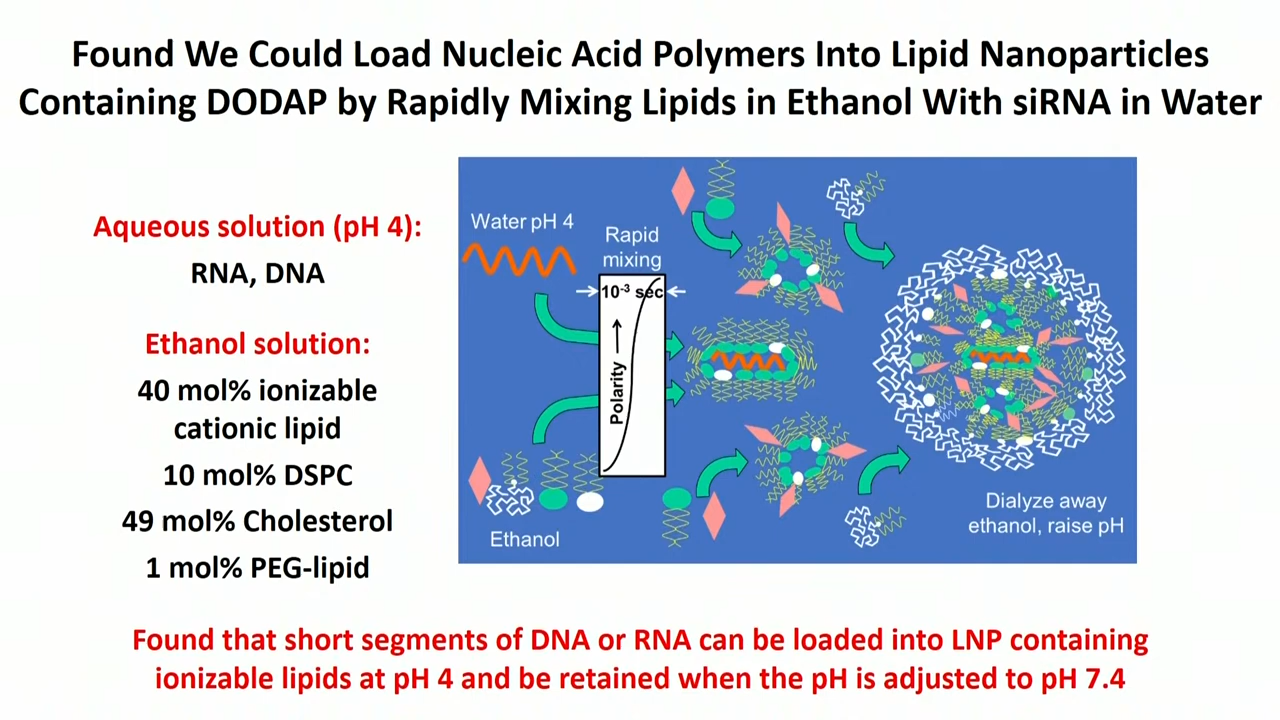 Found We Could Load Nucleic Acid Polymers Into Lipid Nanoparticles
Containing DODAP by Rapidly Mixing Lipids in Ethanol With siRNA in Water
Aqueous solution (pH 4):
RNA, DNA
Ethanol solution:
40 mol% ionizable
cationic lipid
10 mol% DSPC
49 mol% Cholesterol
1 mol% PEG-lipid
Water pH 4
Rapid
mixing
10⁻³ sec
Polarity
Ethanol
Dialyze away
ethanol, raise pH
Found that short segments of DNA or RNA can be loaded into LNP containing
ionizable lipids at pH 4 and be retained when the pH is adjusted to pH 7.4